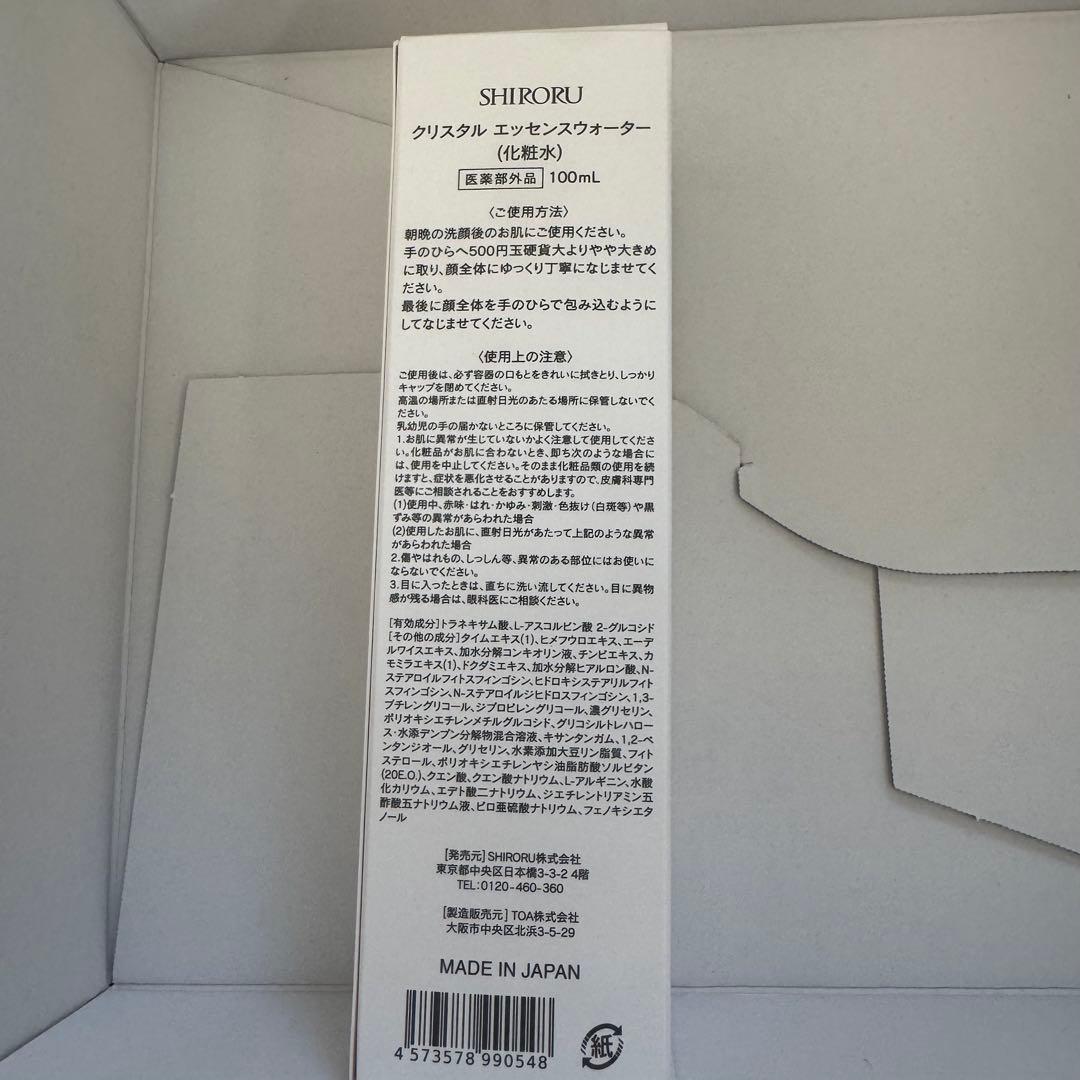 SHIRORU
クリスタル エッセンスウォーター
(化粧水)
医薬部外品 100mL
〈ご使用方法〉
朝晩の洗顔後のお肌にご使用ください。
手のひらへ500円玉硬貨大よりやや大きめ
に取り、顔全体にゆっくり丁寧になじませてく
ださい。
最後に顔全体を手のひらで包み込むように
してなじませてください。
〈使用上の注意〉
ご使用後は、必ず容器の口もとをきれいに拭きとり、しっかり
キャップを閉めてください。
高温の場所または直射日光のあたる場所に保管しないでく
ださい。
乳幼児の手の届かないところに保管してください。
1.お肌に異常が生じていないかよく注意して使用してくださ
い。化粧品がお肌に合わないとき、即ち次のような場合に
は、使用を中止してください。そのまま化粧品類の使用を続
けますと、症状を悪化させることがありますので、皮膚科専門
医等にご相談されることをおすすめします。
(1)使用中、赤味・はれ・かゆみ・刺激・色抜け(白斑等)や黒
ずみ等の異常があらわれた場合
(2)使用したお肌に、直射日光があたって上記のような異常
があらわれた場合
2.傷やはれもの、しっしん等、異常のある部位にはお使いに
ならないでください。
3.目に入ったときは、直ちに洗い流してください。目に異物
感が残る場合は、眼科医にご相談ください。
[有効成分]トラネキサム酸、L-アスコルビン酸 2-グルコシド
[その他の成分]タイムエキス(1)、ヒメフウロエキス、エーデ
ルワイスエキス、加水分解コンキオリン液、チンピエキス、カ
モミラエキス(1)、ドクダミエキス、加水分解ヒアルロン酸、N-
ステアロイルフィトスフィンゴシン、ヒドロキシステアリルフィト
スフィンゴシン、N-ステアロイルジヒドロスフィンゴシン、1,3-
ブチレングリコール、ジプロピレングリコール、濃グリセリン、
ポリオキシエチレンメチルグルコシド、グリコシルトレハロー
ス・水添デンプン分解物混合溶液、キサンタンガム、1,2-ペ
ンタンジオール、グリセリン、水素添加大豆リン脂質、フィト
ステロール、ポリオキシエチレンヤシ油脂肪酸ソルビタン
(20E.O.)、クエン酸、クエン酸ナトリウム、L-アルギニン、水酸
化カリウム、エデト酸二ナトリウム、ジエチレントリアミン五
酢酸五ナトリウム液、ピロ亜硫酸ナトリウム、フェノキシエタ
ノール
[発売元]SHIRORU株式会社
東京都中央区日本橋3-3-2 4階
TEL:0120-460-360
[製造販売元]TOA株式会社
大阪市中央区北浜3-5-29
MADE IN JAPAN
4 573578 990548
紙